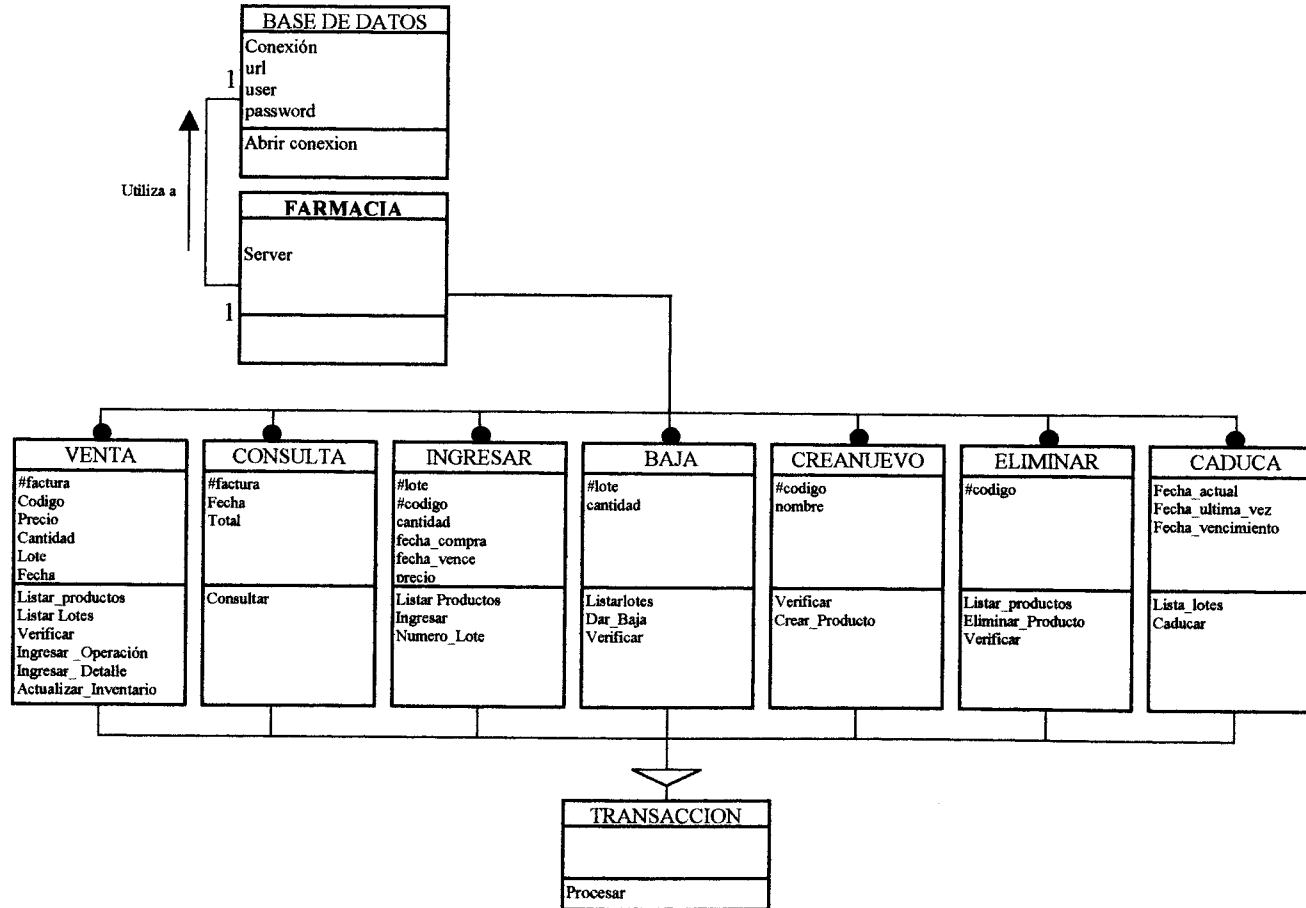 BASE DE DATOS
Conexión
url
user
password
Abrir conexion
1
Utiliza a
FARMACIA
Server
1
VENTA
#factura
Codigo
Precio
Cantidad
Lote
Fecha
Listar_productos
Listar Lotes
Verificar
Ingresar _Operación
Ingresar_ Detalle
Actualizar_Inventario
CONSULTA
#factura
Fecha
Total
Consultar
INGRESAR
#lote
#codigo
cantidad
fecha_compra
fecha_vence
precio
Listar Productos
Ingresar
Numero_Lote
BAJA
#lote
cantidad
Listarlotes
Dar_Baja
Verificar
CREANUEVO
#codigo
nombre
Verificar
Crear_Producto
ELIMINAR
#codigo
Listar_productos
Eliminar_Producto
Verificar
CADUCA
Fecha_actual
Fecha_ultima_vez
Fecha_vencimiento
Lista_lotes
Caducar
TRANSACCION
Procesar